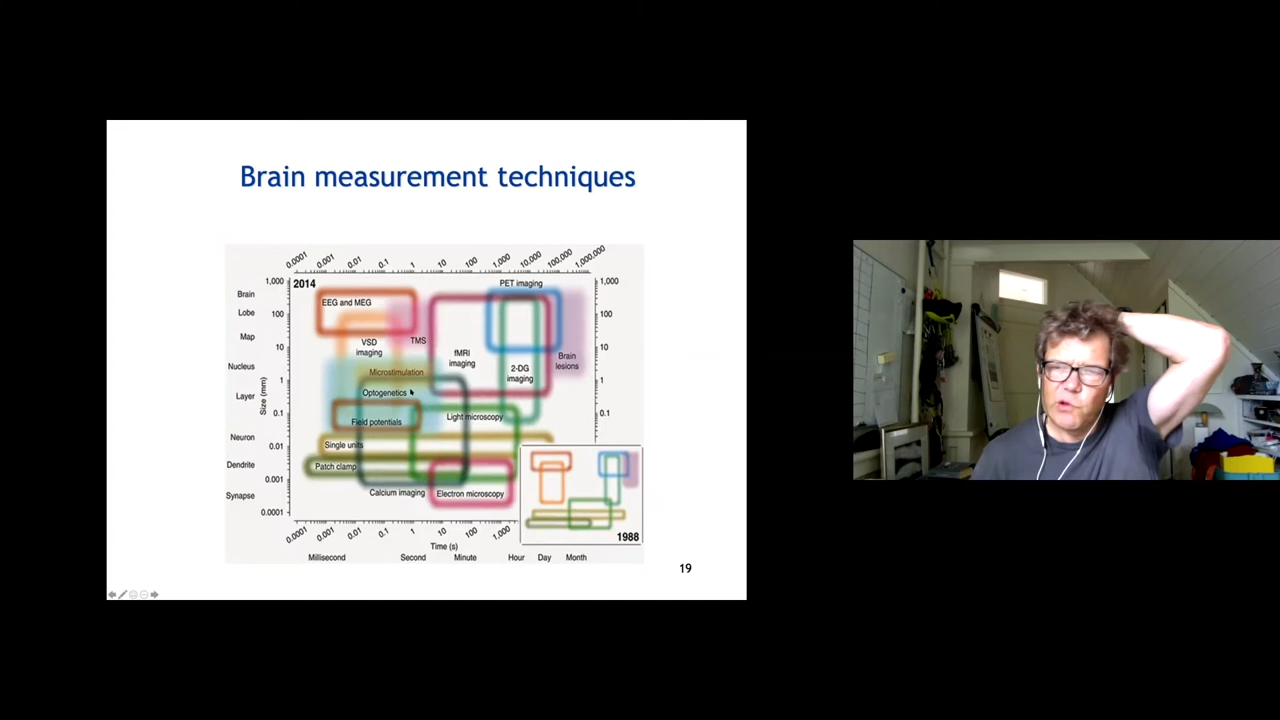 Brain measurement techniques
0.0001 0.001 0.01 0.1 1 10 100 1,000 10,000 100,000 1,000,000
2014
1,000
100
10
1
0.1
0.01
0.001
0.0001
Brain
Lobe
Map
Nucleus
Layer
Neuron
Dendrite
Synapse
Size (mm)
EEG and MEG
PET imaging
VSD
imaging
TMS
fMRI
imaging
2-DG
imaging
Brain
lesions
Microstimulation
Optogenetics
Field potentials
Light microscopy
Single units
Patch clamp
Calcium imaging
Electron microscopy
1,000
100
10
1
0.1
1988
0.0001 0.001 0.01 0.1 1 10 100 1,000
Time (s)
Millisecond Second Minute Hour Day Month
19